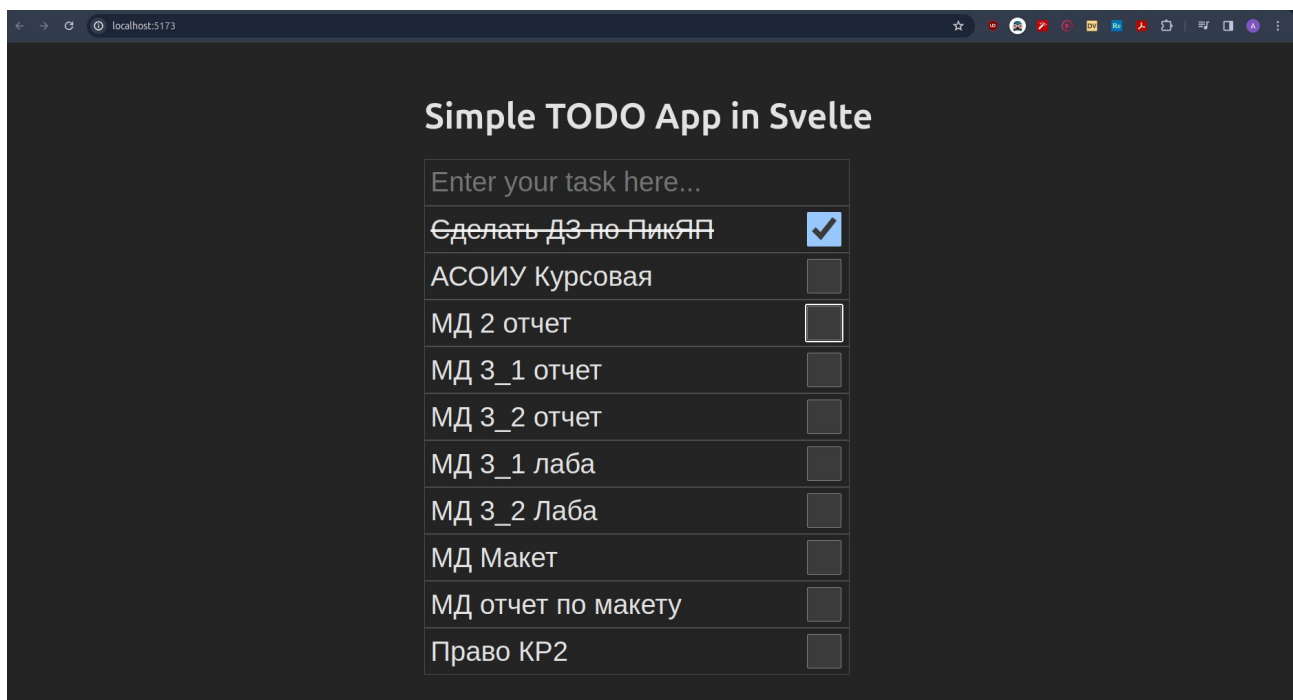 localhost:5173
Simple TODO App in Svelte
Enter your task here...
Сделать ДЗ по ПикЯП
АСОИУ Курсовая
МД 2 отчет
МД 3_1 отчет
МД 3_2 отчет
МД 3_1 лаба
МД 3_2 Лаба
МД Макет
МД отчет по макету
Право КР2